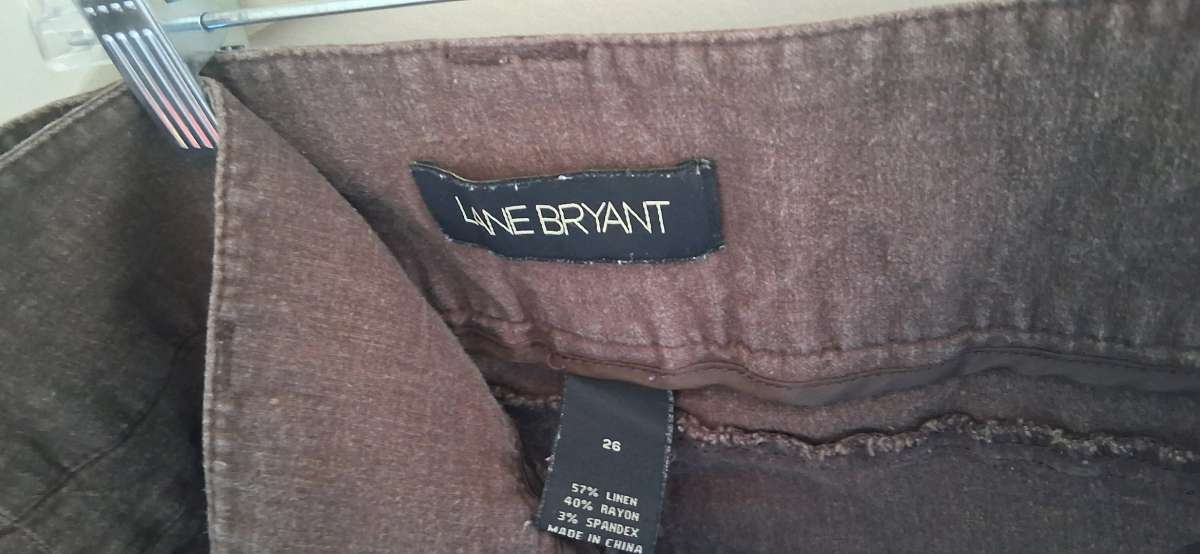 LANE BRYANT
26
57% LINEN
40% RAYON
3% SPANDEX
MADE IN CHINA